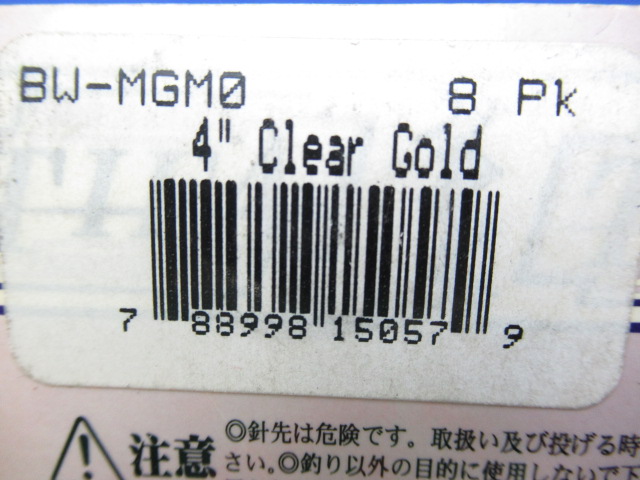 BW-MGM0 8 Pk
4" Clear Gold
7 88998 15057 9
注意
◎針先は危険です。取扱い及び投げる時
さい。◎釣り以外の目的に使用しないで下